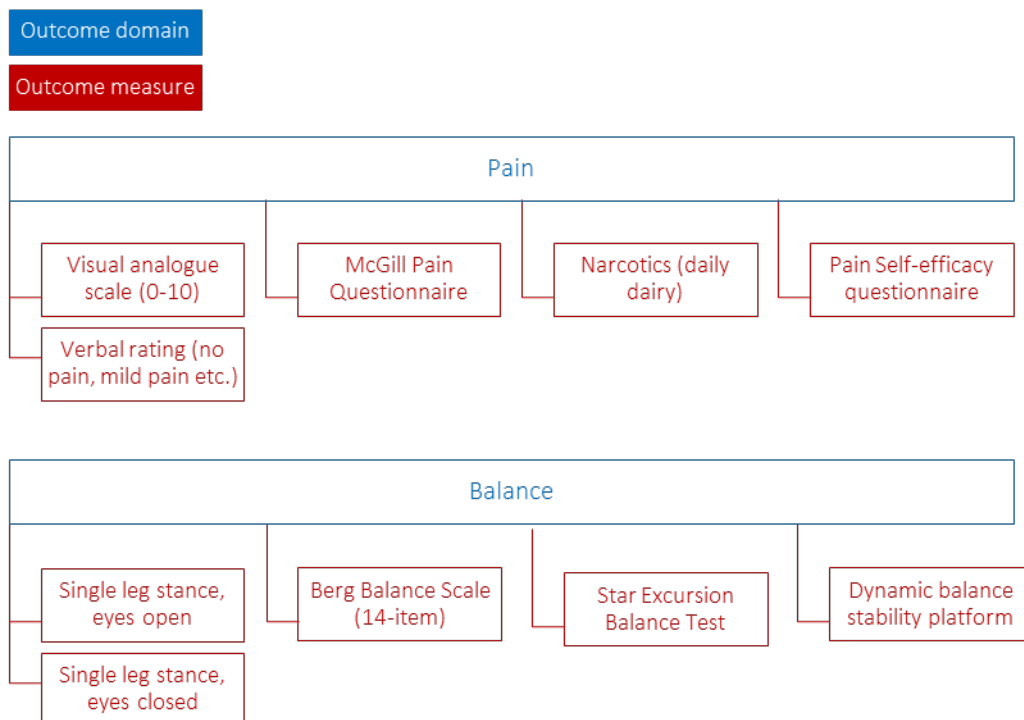 Outcome domain
Outcome measure
Pain
Visual analogue
scale (0-10)
McGill Pain
Questionnaire
Narcotics (daily
dairy)
Pain Self-efficacy
questionnaire
Verbal rating (no
pain, mild pain etc.)
Balance
Single leg stance,
eyes open
Berg Balance Scale
(14-item)
Star Excursion
Balance Test
Dynamic balance
stability platform
Single leg stance,
eyes closed